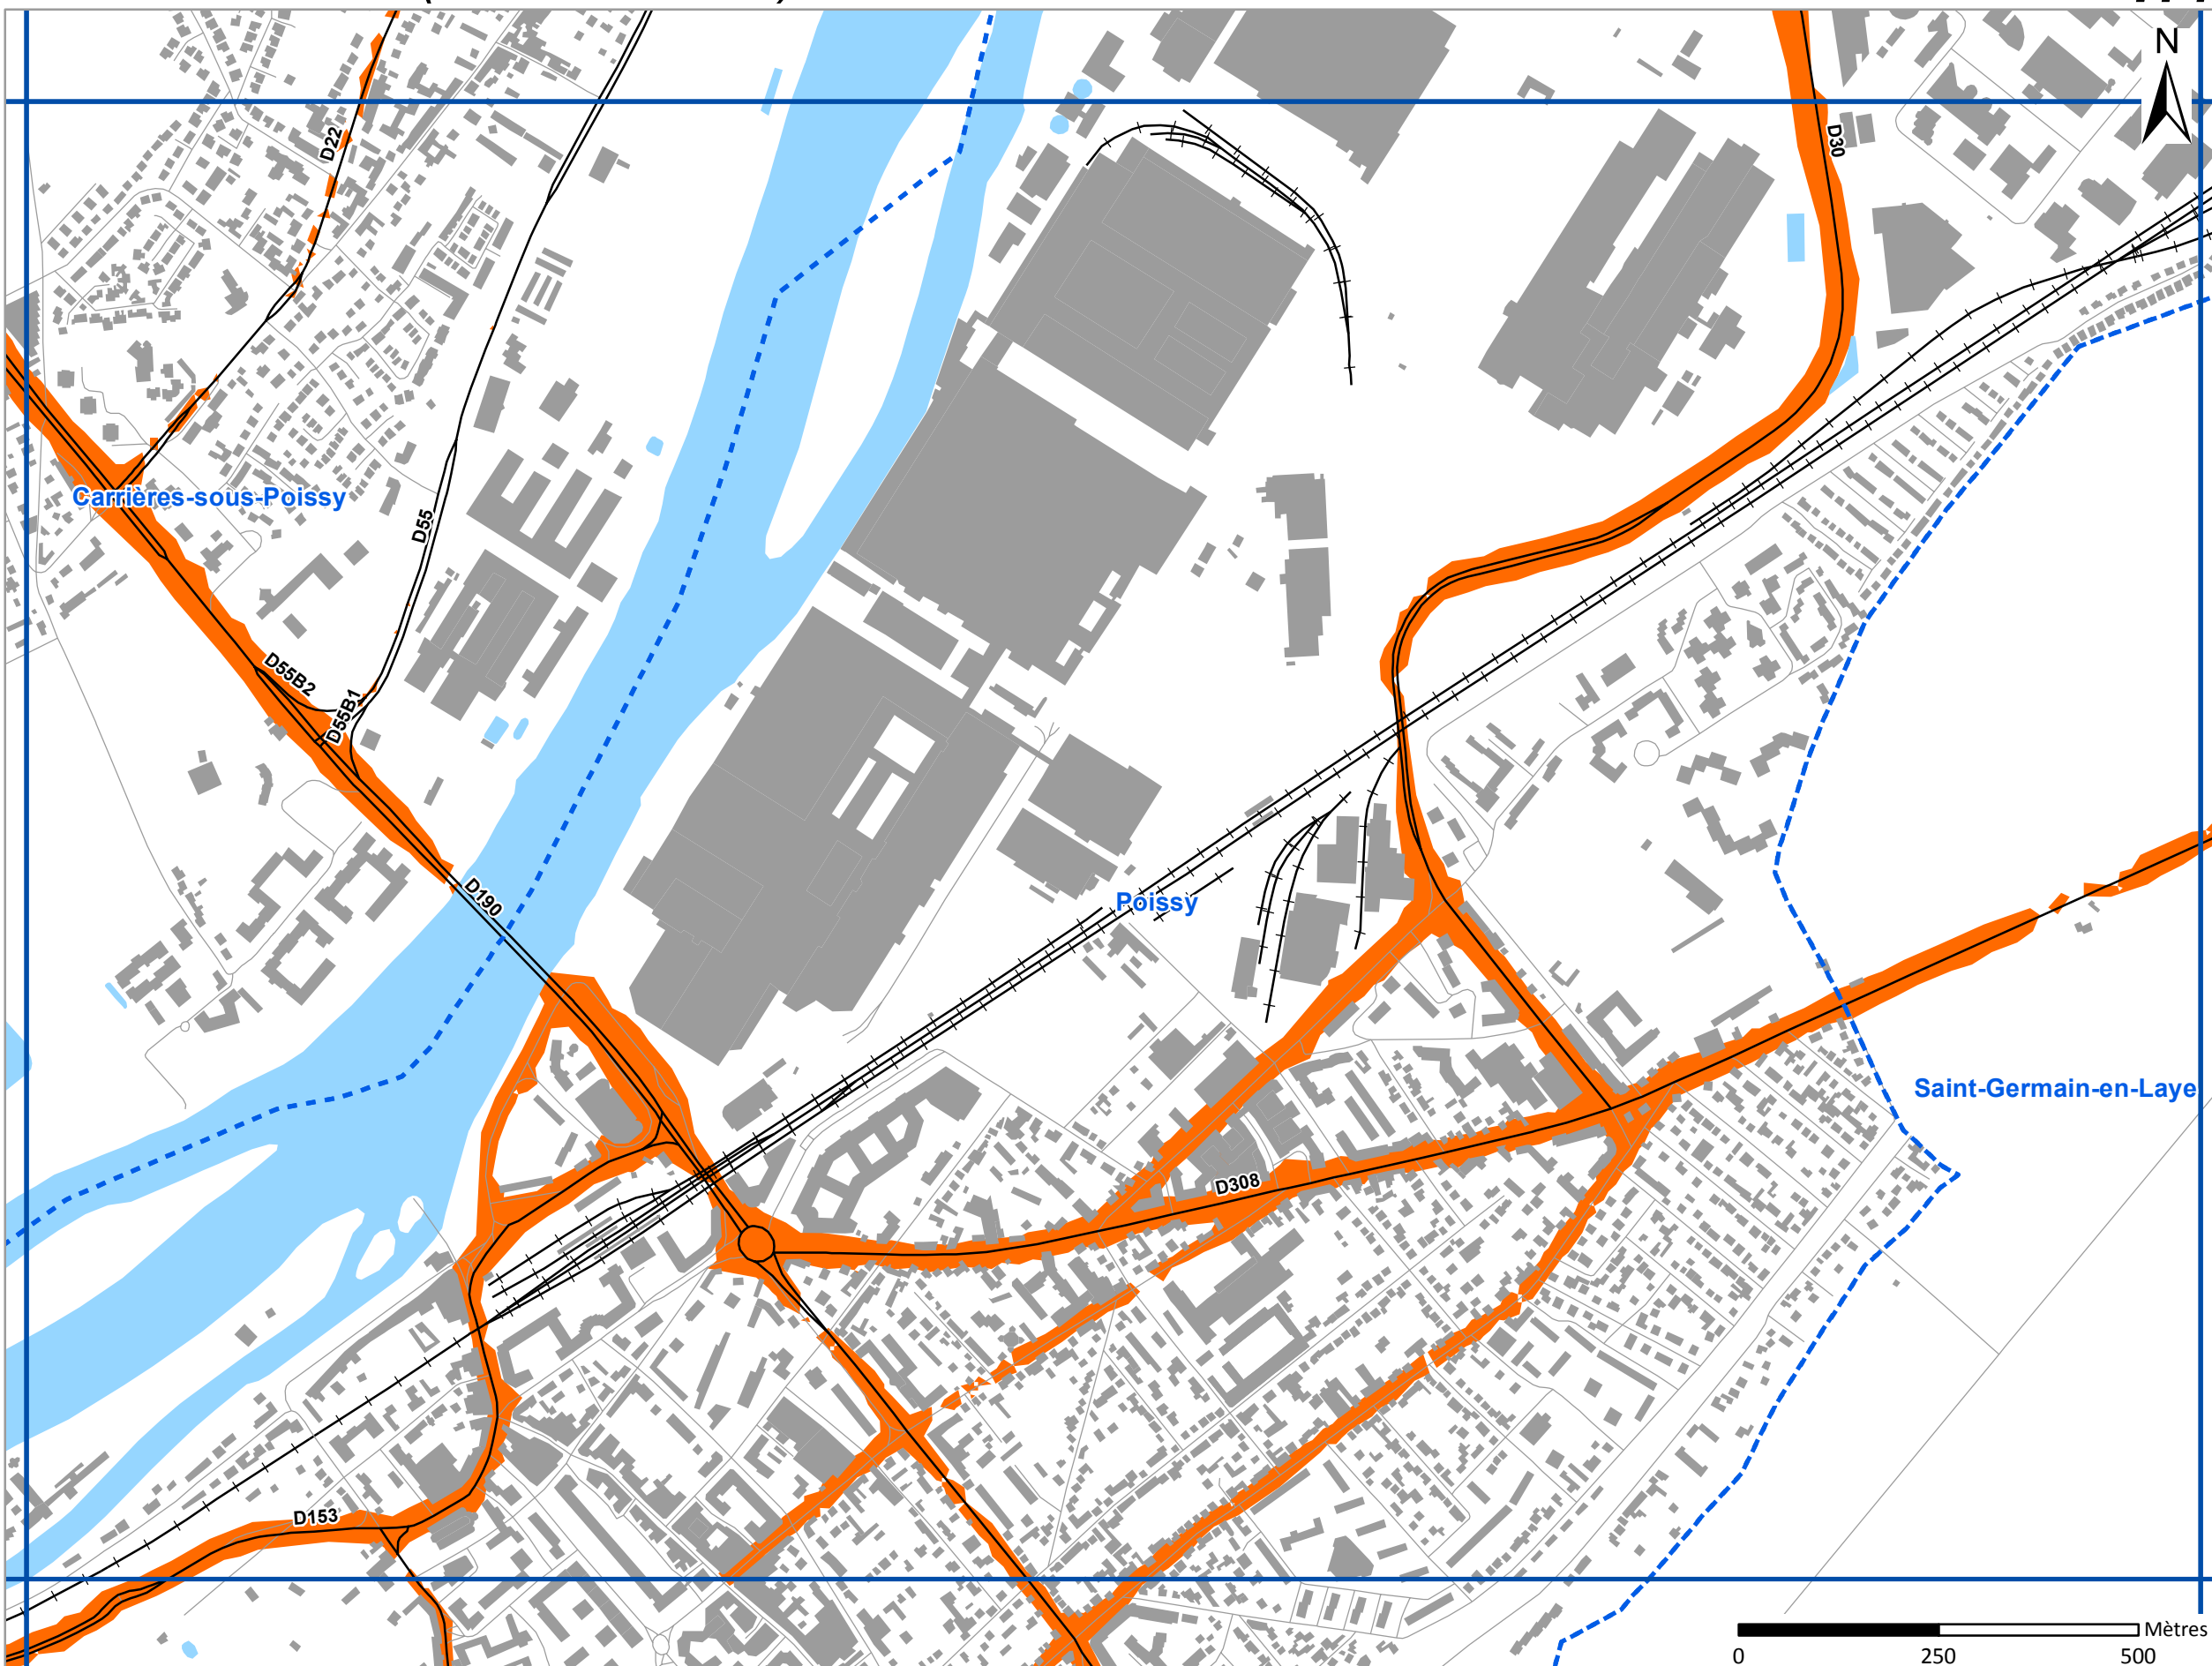 N
D22
D30
Carrières-sous-Poissy
D55
D55B2
D55B1
D190
Poissy
Saint-Germain-en-Laye
D308
D153
Mètres
0 250 500